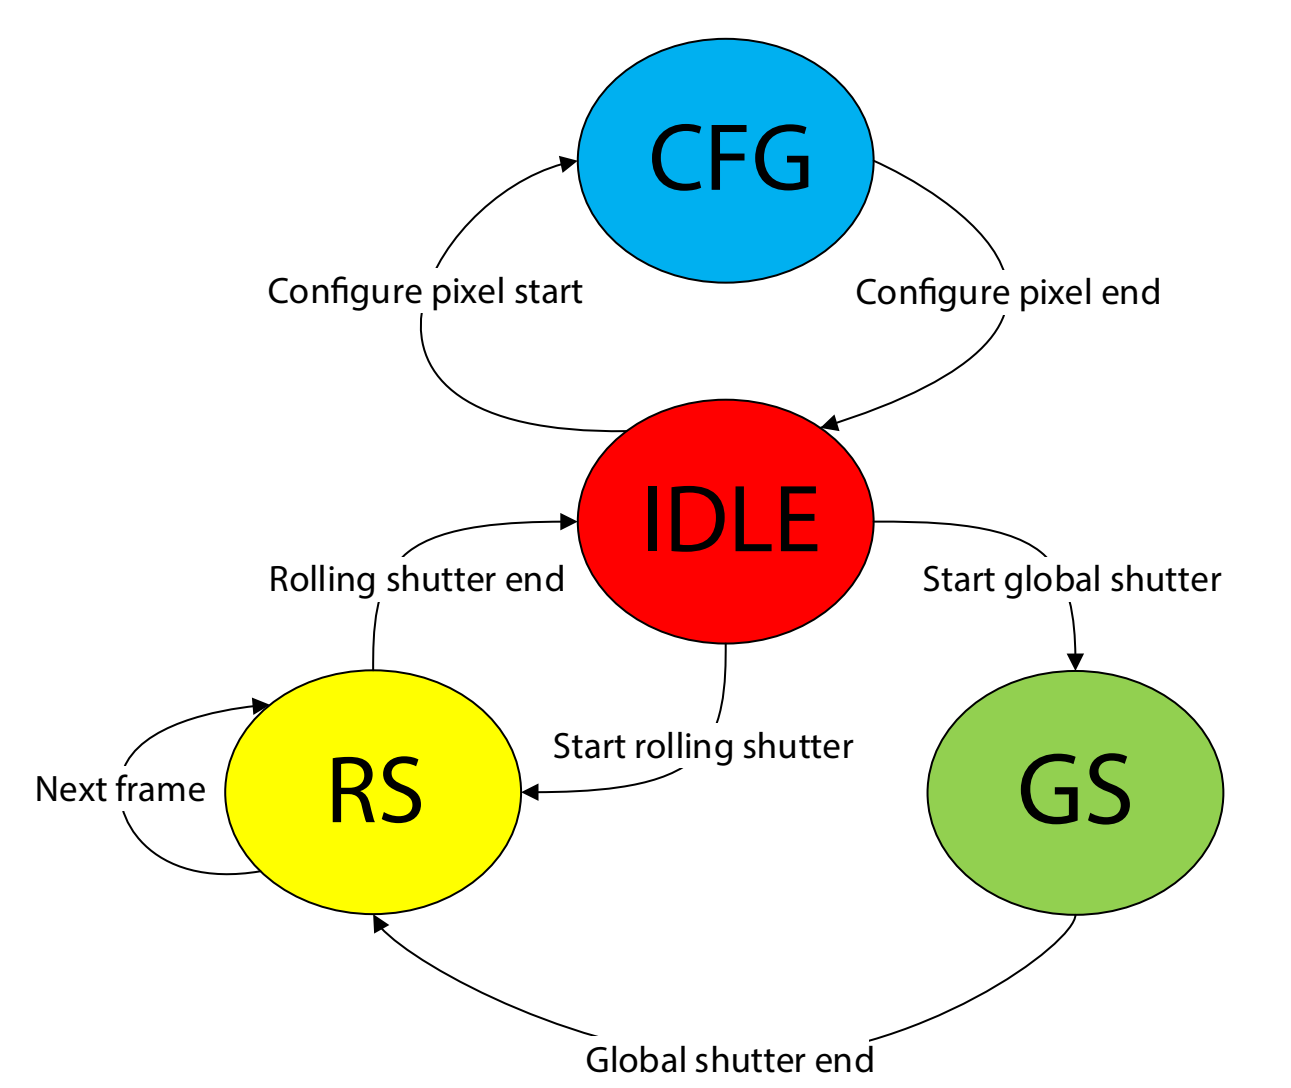 CFG
Configure pixel start
Configure pixel end
IDLE
Rolling shutter end
Start global shutter
Start rolling shutter
Next frame
RS
GS
Global shutter end